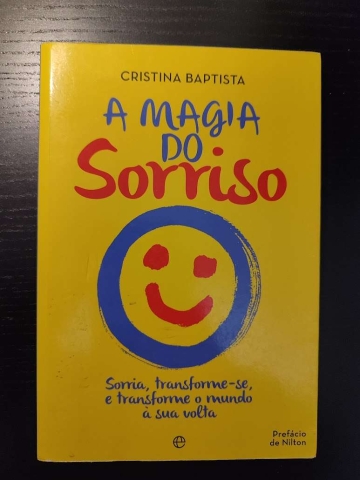 CRISTINA BAPTISTA
A MAGIA
DO
Sorriso
Sorria, transforme-se,
e transforme o mundo
à sua volta
Prefácio
de Nilton